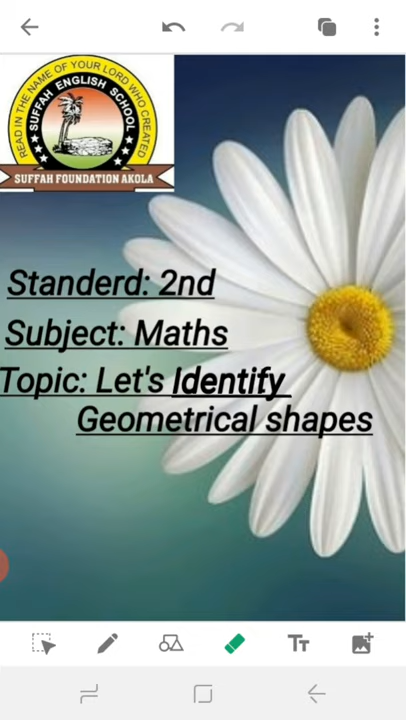 READ IN THE NAME OF YOUR LORD WHO CREATED
SUFFAH ENGLISH SCHOOL
SUFFAH FOUNDATION AKOLA
Standerd: 2nd
Subject: Maths
Topic: Let's Identify
Geometrical shapes
TT